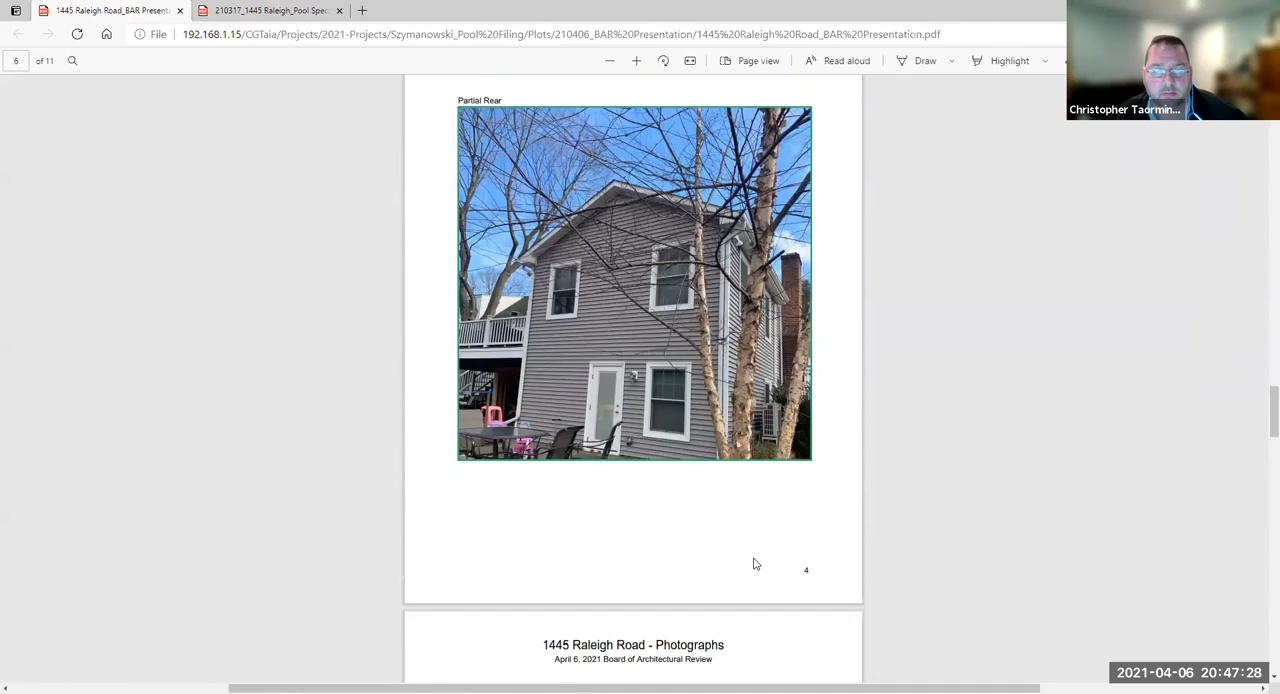 1445 Raleigh Road_BAR Presenta
210317_1445 Raleigh_Pool Spec
File
192.168.1.15/CGTaia/Projects/2021-Projects/Szymanowski_Pool%20Filing/Plots/210406_BAR%20Presentation/1445%20Raleigh%20Road_BAR%20Presentation.pdf
6 of 11
Page view
Read aloud
Draw
Highlight
Christopher Taormin...
Partial Rear
4
1445 Raleigh Road - Photographs
April 6, 2021 Board of Architectural Review
2021-04-06 20:47:28